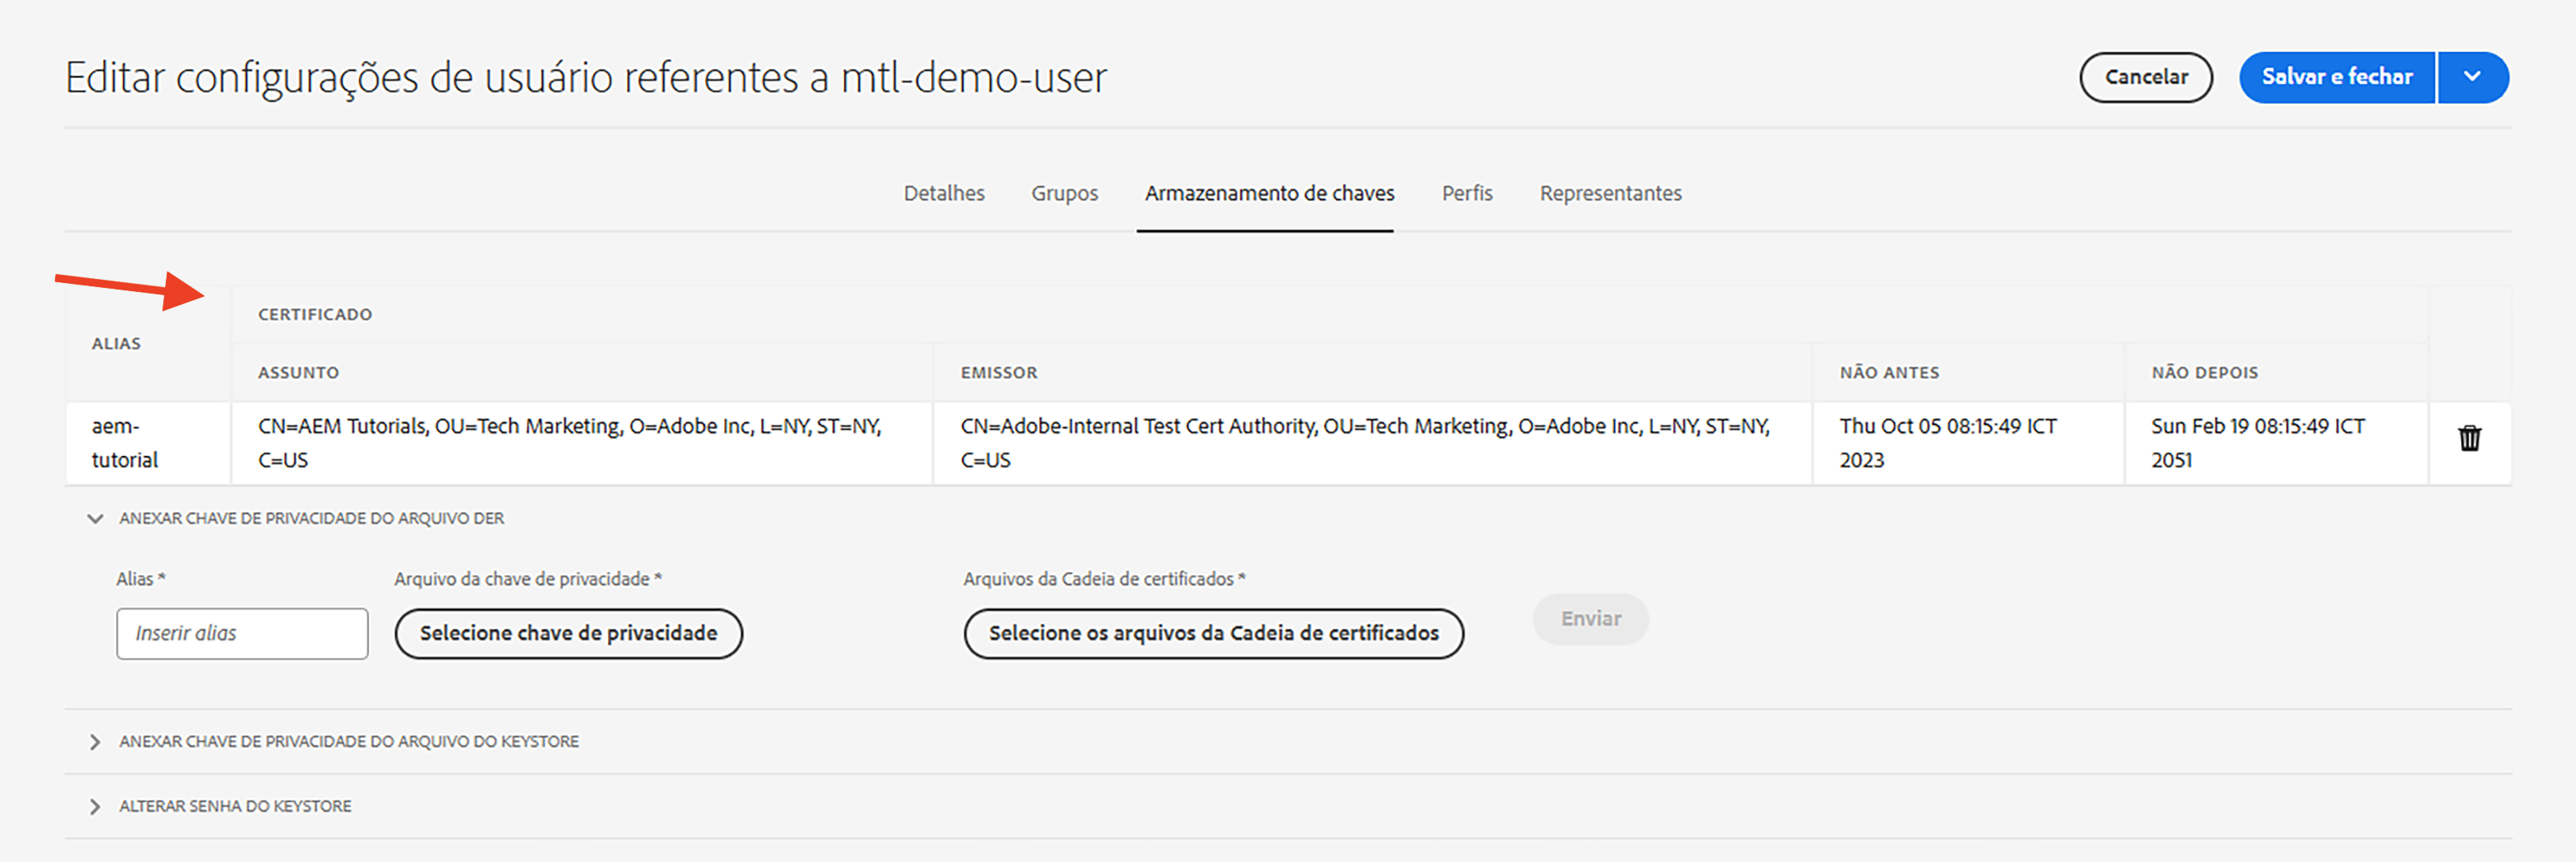 Editar configurações de usuário referentes a mtl-demo-user
Cancelar
Salvar e fechar
Detalhes
Grupos
Armazenamento de chaves
Perfis
Representantes
ALIAS
CERTIFICADO
ASSUNTO
EMISSOR
NÃO ANTES
NÃO DEPOIS
aem-
tutorial
CN=AEM Tutorials, OU=Tech Marketing, O=Adobe Inc, L=NY, ST=NY,
C=US
CN=Adobe-Internal Test Cert Authority, OU=Tech Marketing, O=Adobe Inc, L=NY, ST=NY,
C=US
Thu Oct 05 08:15:49 ICT
2023
Sun Feb 19 08:15:49 ICT
2051
ANEXAR CHAVE DE PRIVACIDADE DO ARQUIVO DER
Alias *
Arquivo da chave de privacidade *
Arquivos da Cadeia de certificados *
Inserir alias
Selecione chave de privacidade
Selecione os arquivos da Cadeia de certificados
Enviar
ANEXAR CHAVE DE PRIVACIDADE DO ARQUIVO DO KEYSTORE
ALTERAR SENHA DO KEYSTORE